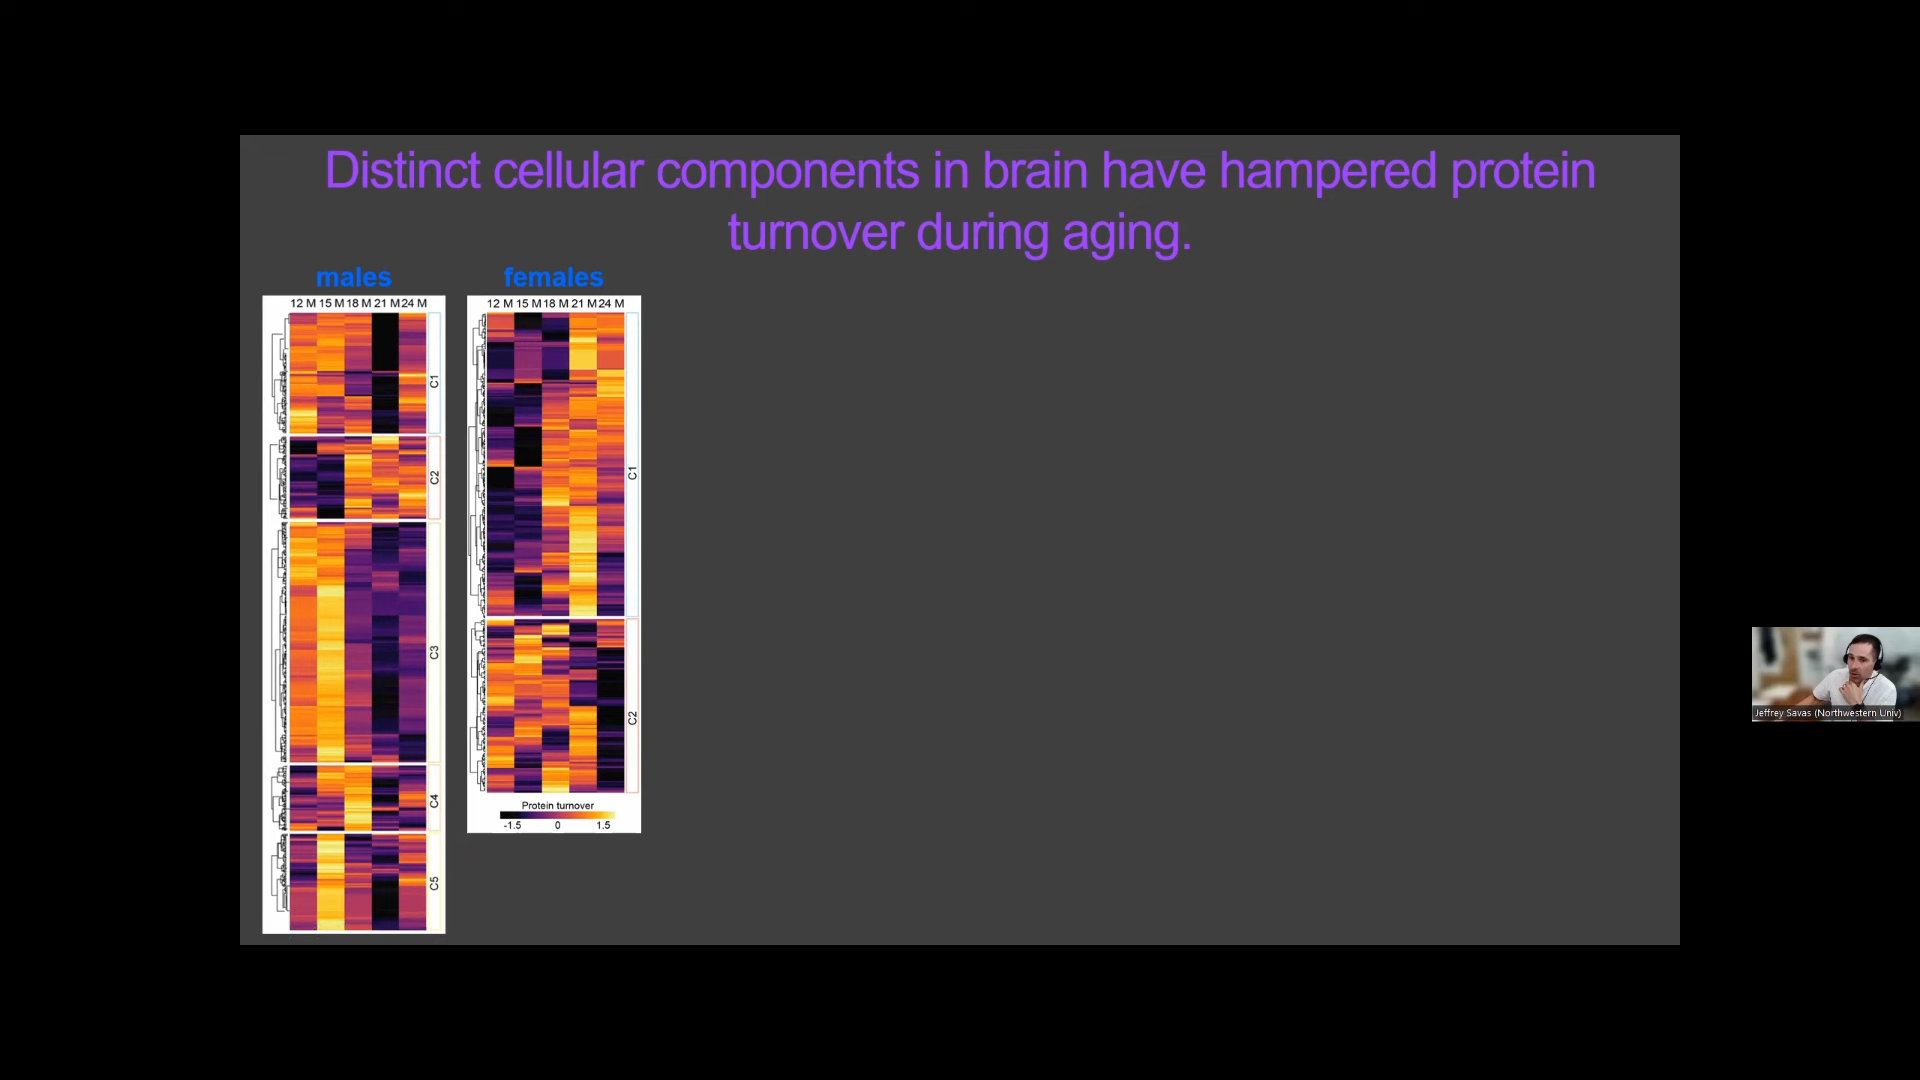 Distinct cellular components in brain have hampered protein
turnover during aging.
males
12 M 15 M 18 M 21 M 24 M
C1
C2
C3
C4
C5
females
12 M 15 M 18 M 21 M 24 M
C1
C2
Protein turnover
-1.5 0 1.5
Jeffrey Savas (Northwestern Univ)